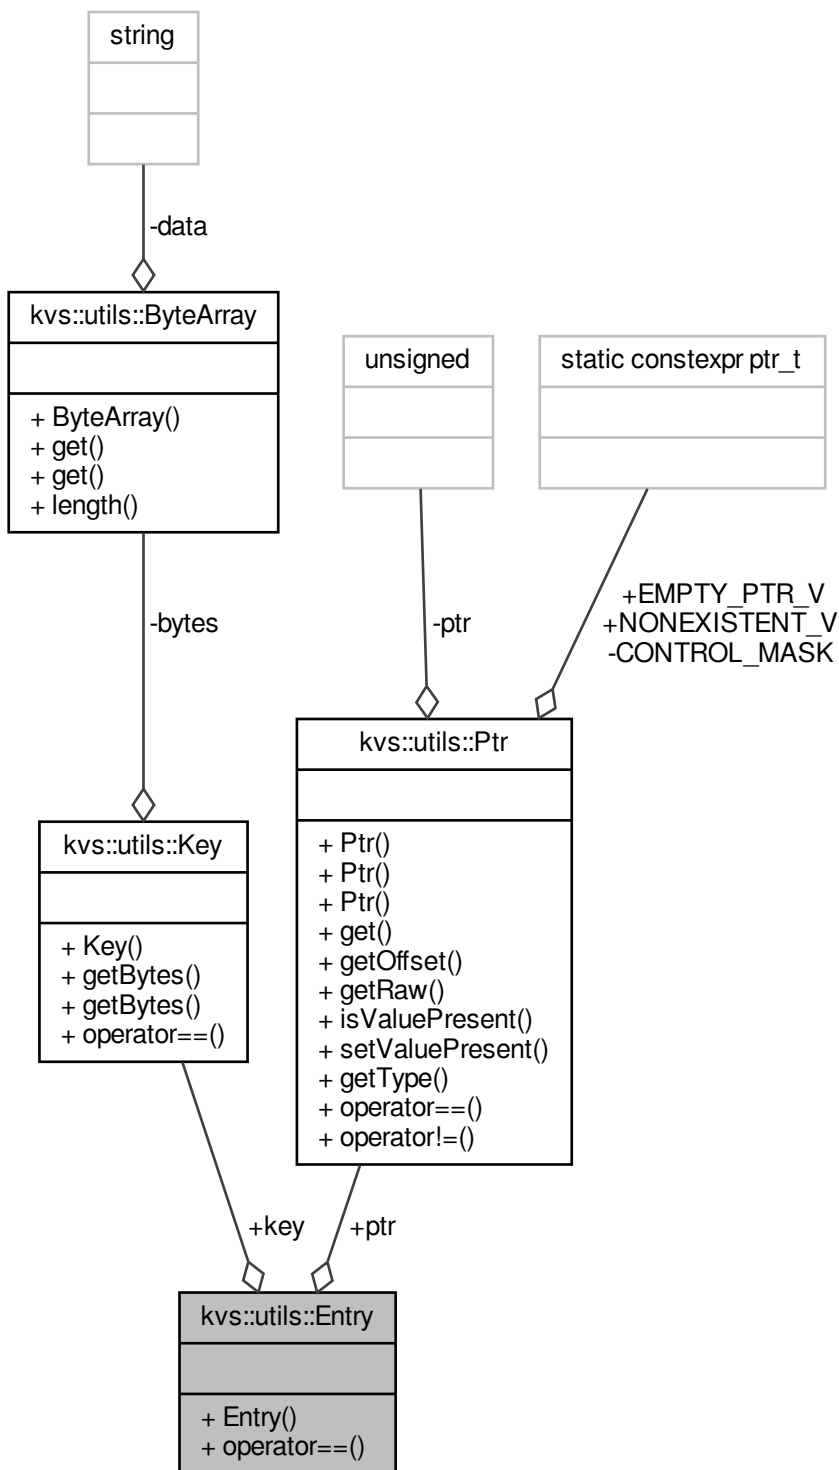 string
-data
kvs::utils::ByteArray
+ ByteArray()
+ get()
+ get()
+ length()
unsigned
static constexpr ptr_t
-bytes
-ptr
+EMPTY_PTR_V
+NONEXISTENT_V
-CONTROL_MASK
kvs::utils::Key
+ Key()
+ getBytes()
+ getBytes()
+ operator==()
kvs::utils::Ptr
+ Ptr()
+ Ptr()
+ Ptr()
+ get()
+ getOffset()
+ getRaw()
+ isValuePresent()
+ setValuePresent()
+ getType()
+ operator==()
+ operator!=()
+key
+ptr
kvs::utils::Entry
+ Entry()
+ operator==()